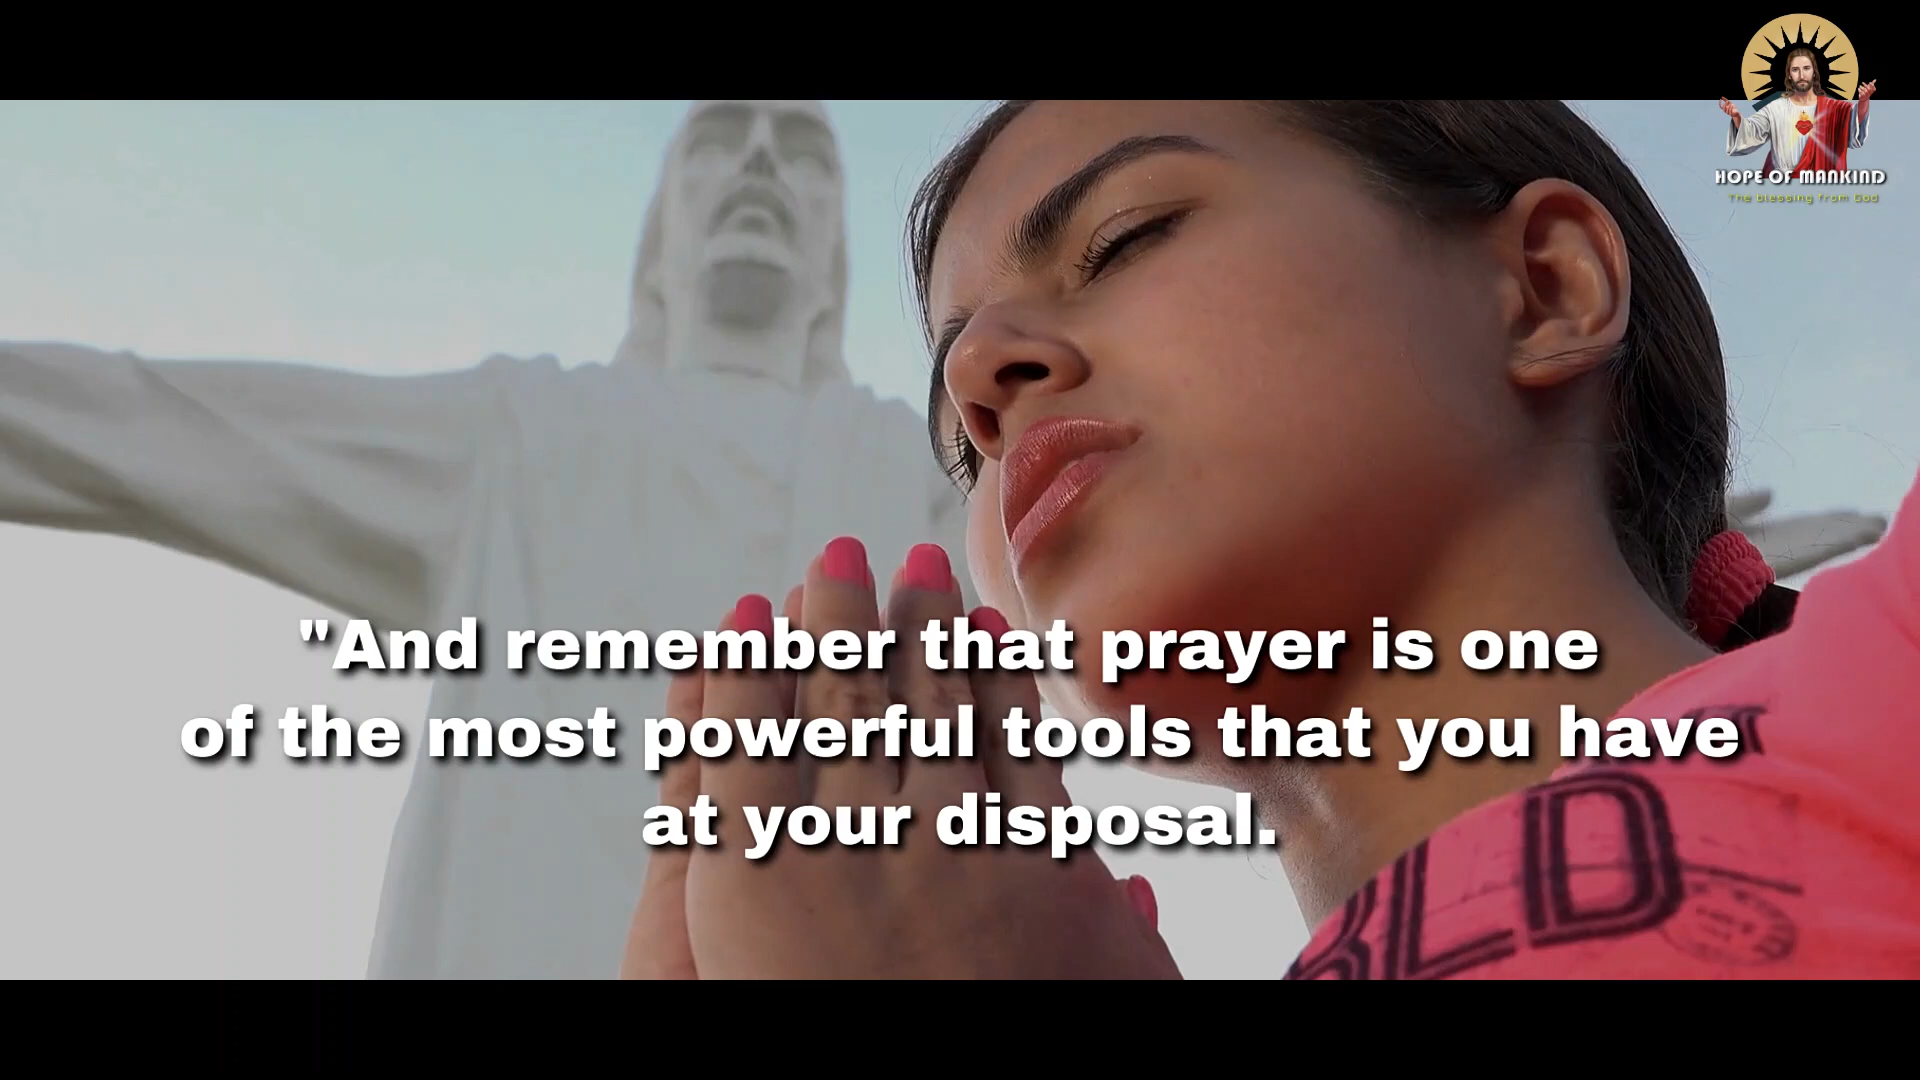 HOPE OF MANKIND
The blessing from God
"And remember that prayer is one
of the most powerful tools that you have
at your disposal.
RLD